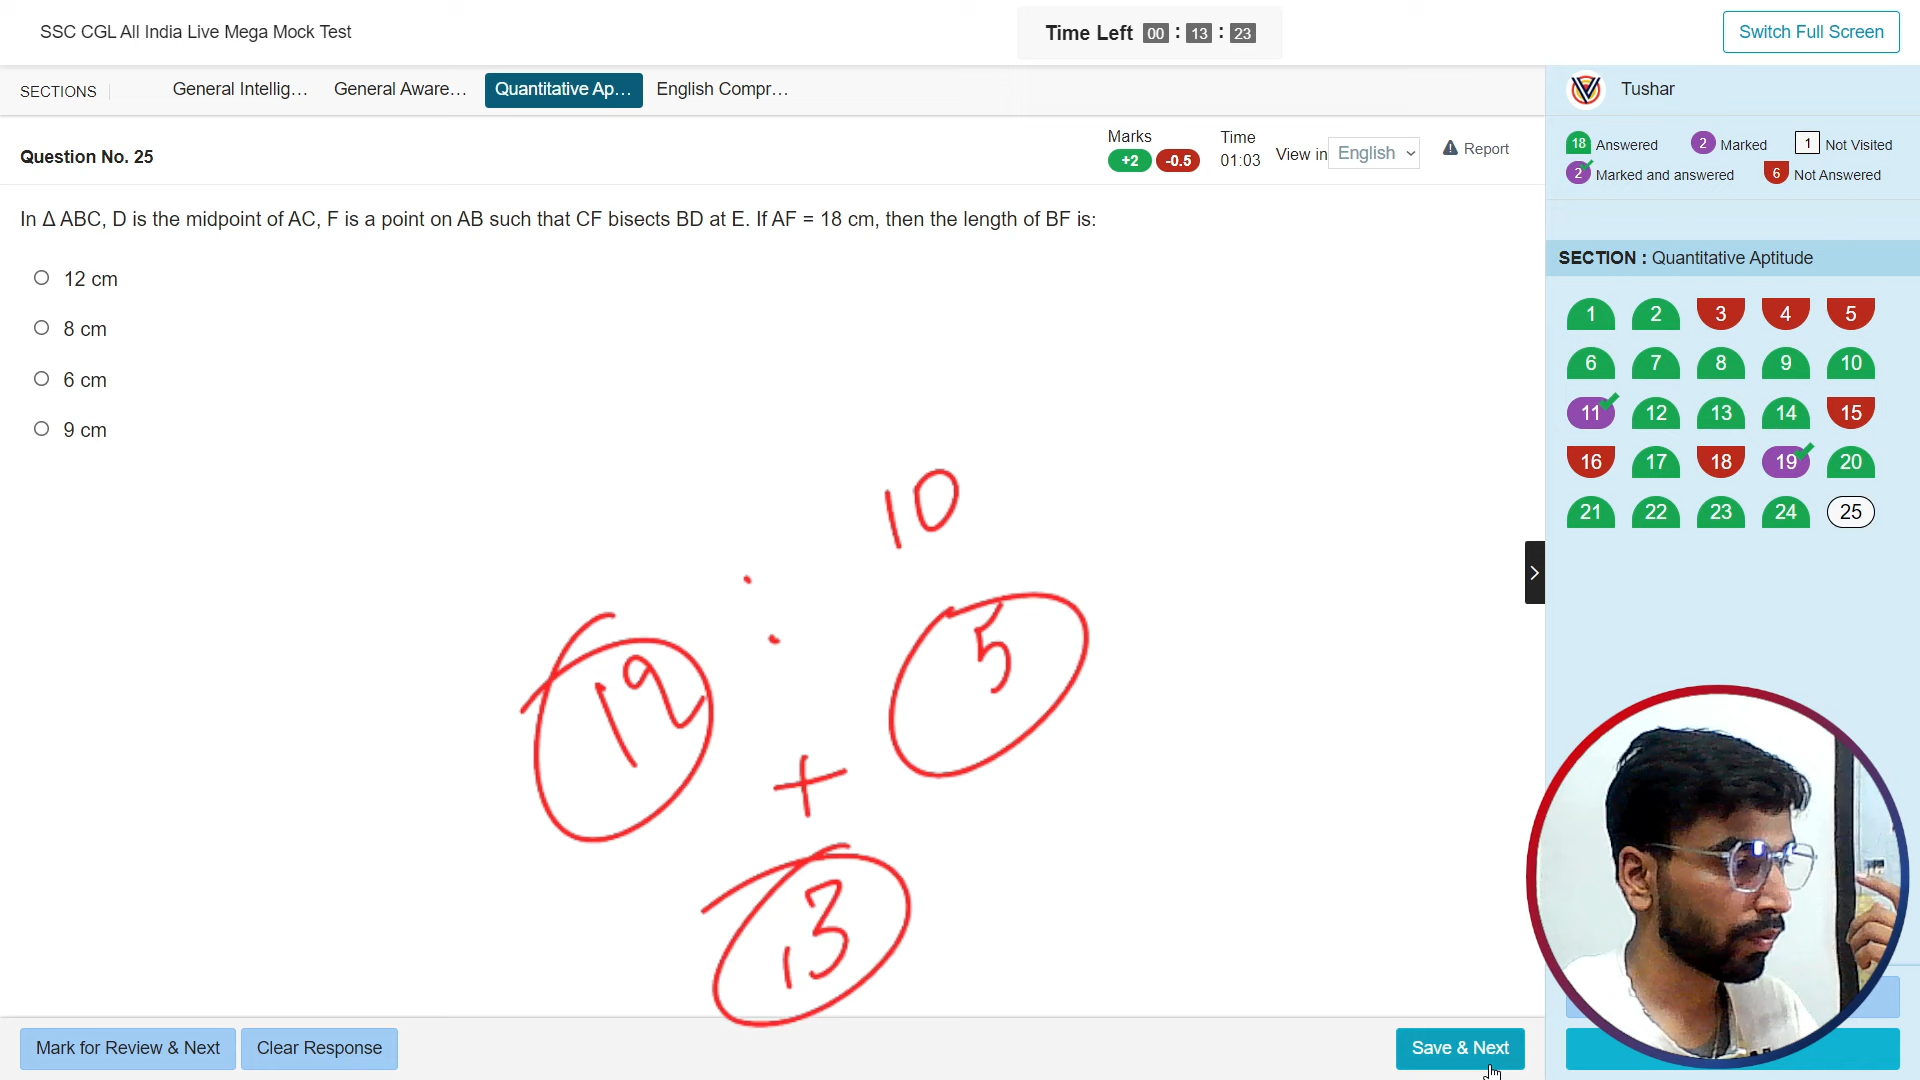 SSC CGL All India Live Mega Mock Test
Time Left 00 : 13 : 23
Switch Full Screen
SECTIONS
General Intellig...
General Aware...
Quantitative Ap...
English Compr...
Tushar
Question No. 25
Marks
+2 -0.5
Time
01:03
View in English
Report
18 Answered
2 Marked
1 Not Visited
2 Marked and answered
6 Not Answered
In Δ ABC, D is the midpoint of AC, F is a point on AB such that CF bisects BD at E. If AF = 18 cm, then the length of BF is:
12 cm
8 cm
6 cm
9 cm
SECTION : Quantitative Aptitude
1 2 3 4 5
6 7 8 9 10
11 12 13 14 15
16 17 18 19 20
21 22 23 24 25
10
12 : 5
+
13
Mark for Review & Next
Clear Response
Save & Next